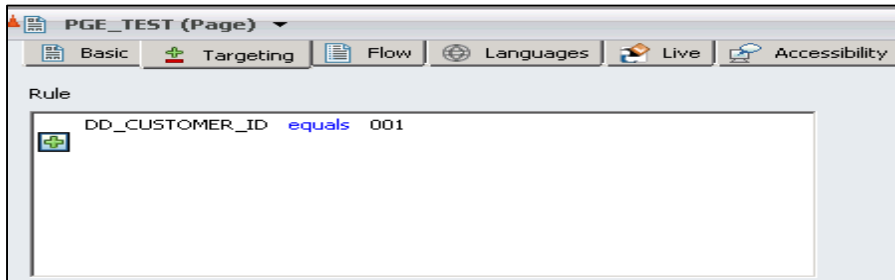 PGE_TEST (Page)
Basic Targeting Flow Languages Live Accessibility
Rule
DD_CUSTOMER_ID equals 001